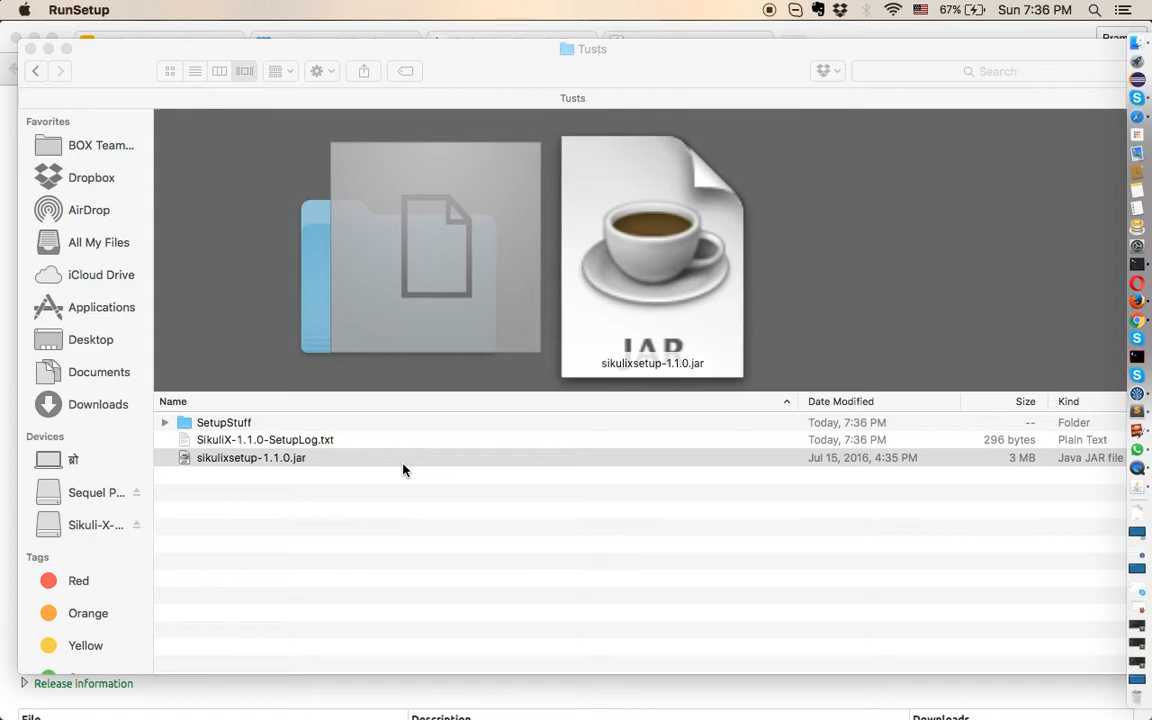 RunSetup
67%
Sun 7:36 PM
Tusts
Search
Tusts
Favorites
BOX Team...
Dropbox
AirDrop
All My Files
iCloud Drive
Applications
Desktop
Documents
Downloads
Devices
ब्रो
Sequel P...
Sikuli-X-...
Tags
Red
Orange
Yellow
JAR
sikulixsetup-1.1.0.jar
Name
Date Modified
Size
Kind
SetupStuff
Today, 7:36 PM
--
Folder
SikuliX-1.1.0-SetupLog.txt
Today, 7:36 PM
296 bytes
Plain Text
sikulixsetup-1.1.0.jar
Jul 15, 2016, 4:35 PM
3 MB
Java JAR file
Release information
File
Description
Downloads